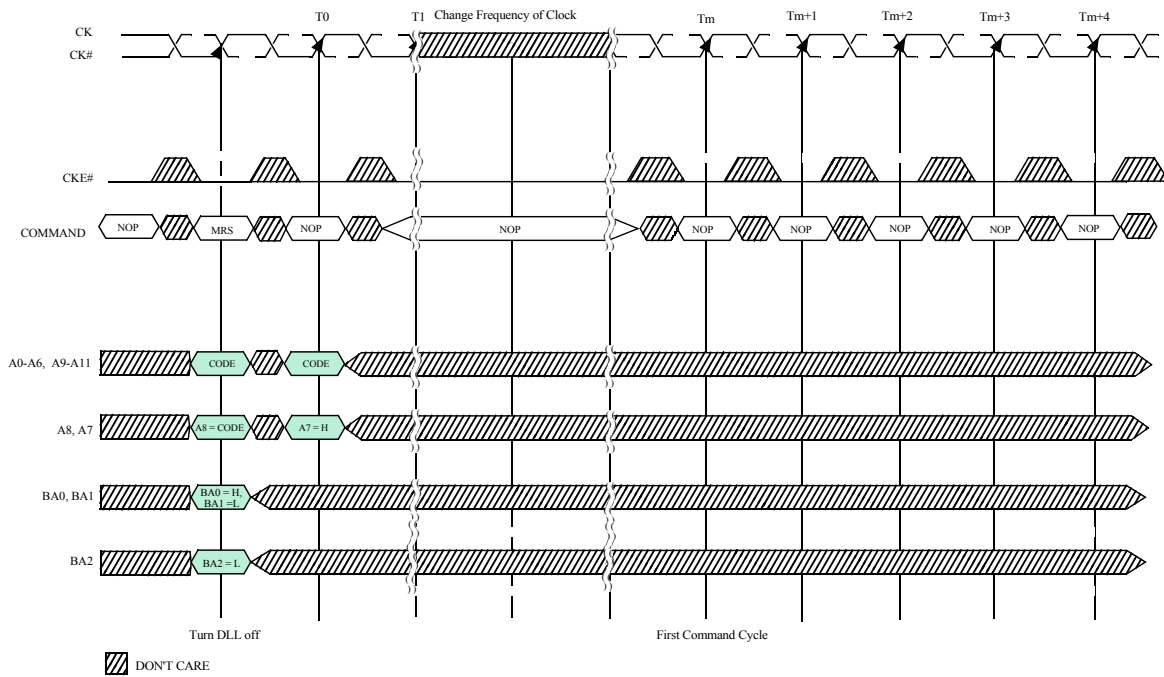 T0 T1 Change Frequency of Clock Tm Tm+1 Tm+2 Tm+3 Tm+4
CK
CK#
CKE#
COMMAND NOP MRS NOP NOP NOP NOP NOP NOP NOP
A0-A6, A9-A11 CODE CODE
A8, A7 A8 = CODE A7 = H
BA0, BA1 BA0 = H,
BA1 =L
BA2 BA2 = L
Turn DLL off First Command Cycle
DON'T CARE